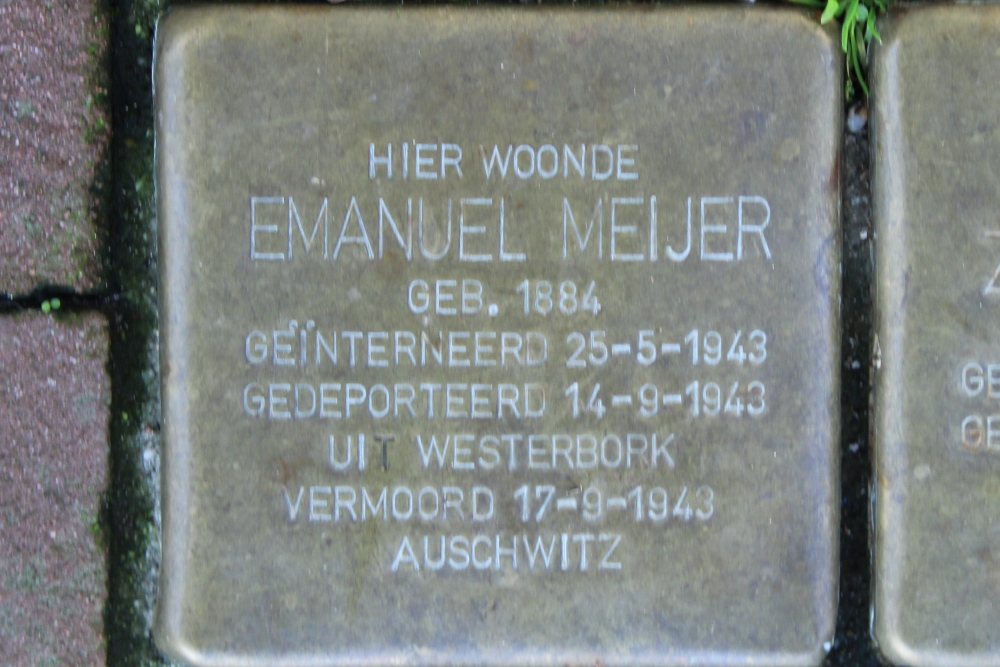 HIER WOONDE
EMANUEL MEIJER
GEB. 1884
GEÏNTERNEERD 25-5-1943
GEDEPORTEERD 14-9-1943
UIT WESTERBORK
VERMOORD 17-9-1943
AUSCHWITZ